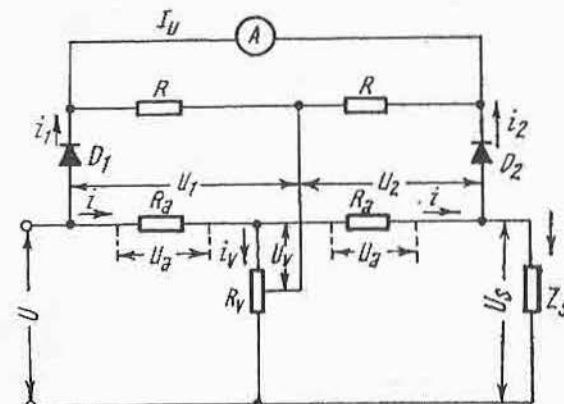 I_U
A
R R
i_1 D_1 i_2 D_2
U_1 U_2
i R_a R_a i
U_a i_v U_v U_a
U R_v U_s Z_s